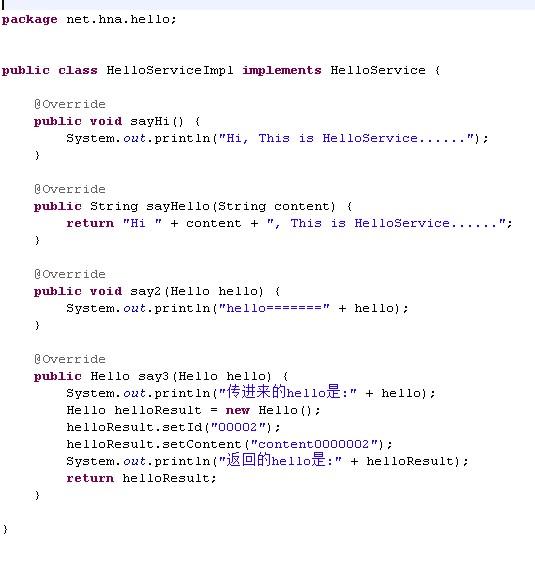 package net.hna.hello;
public class HelloServiceImpl implements HelloService {
@Override
public void sayHi() {
System.out.println("Hi, This is HelloService......");
}
@Override
public String sayHello(String content) {
return "Hi " + content + ", This is HelloService......";
}
@Override
public void say2(Hello hello) {
System.out.println("hello=======" + hello);
}
@Override
public Hello say3(Hello hello) {
System.out.println("传进来的hello是:" + hello);
Hello helloResult = new Hello();
helloResult.setId("00002");
helloResult.setContent("content0000002");
System.out.println("返回的hello是:" + helloResult);
return helloResult;
}
}